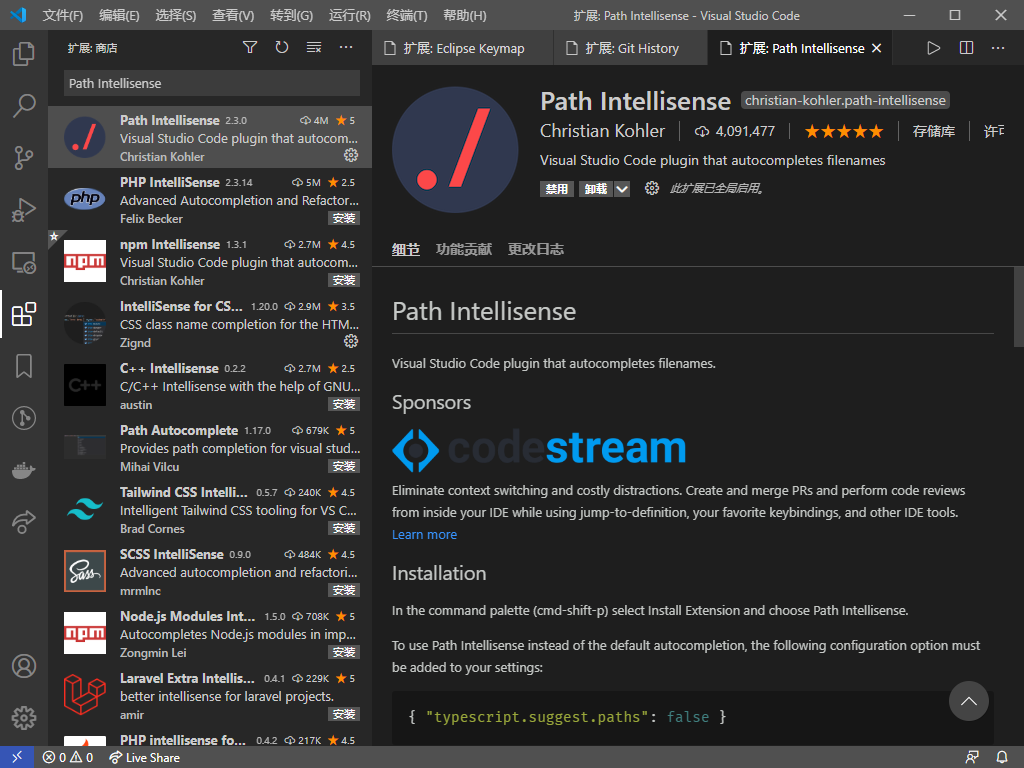 文件(F) 编辑(E) 选择(S) 查看(V) 转到(G) 运行(R) 终端(T) 帮助(H) 扩展: Path Intellisense - Visual Studio Code
扩展: 商店
扩展: Eclipse Keymap
扩展: Git History
扩展: Path Intellisense
Path Intellisense
Path Intellisense 2.3.0 4M 5
Visual Studio Code plugin that autocom...
Christian Kohler
PHP IntelliSense 2.3.14 5M 2.5
Advanced Autocompletion and Refactor...
Felix Becker 安装
npm Intellisense 1.3.1 2.7M 4.5
Visual Studio Code plugin that autocom...
Christian Kohler 安装
IntelliSense for CS... 1.20.0 2.9M 3.5
CSS class name completion for the HTM...
Zignd
C++ Intellisense 0.2.2 2.7M 2.5
C/C++ Intellisense with the help of GNU...
austin 安装
Path Autocomplete 1.17.0 679K 5
Provides path completion for visual stud...
Mihai Vilcu 安装
Tailwind CSS Intelli... 0.5.7 240K 4.5
Intelligent Tailwind CSS tooling for VS C...
Brad Cornes 安装
SCSS IntelliSense 0.9.0 484K 4.5
Advanced autocompletion and refactori...
mrmlnc 安装
Node.js Modules Int... 1.5.0 708K 5
Autocompletes Node.js modules in imp...
Zongmin Lei 安装
Laravel Extra Intellis... 0.4.1 229K 5
better intellisense for laravel projects.
amir 安装
PHP intellisense fo... 0.4.2 217K 4.5
php
npm
C++
Sass
npm
Path Intellisense christian-kohler.path-intellisense
Christian Kohler 4,091,477 存储库 许可
Visual Studio Code plugin that autocompletes filenames
禁用 卸载 此扩展已全局启用。
细节 功能贡献 更改日志
Path Intellisense
Visual Studio Code plugin that autocompletes filenames.
Sponsors
codestream
Eliminate context switching and costly distractions. Create and merge PRs and perform code reviews
from inside your IDE while using jump-to-definition, your favorite keybindings, and other IDE tools.
Learn more
Installation
In the command palette (cmd-shift-p) select Install Extension and choose Path Intellisense.
To use Path Intellisense instead of the default autocompletion, the following configuration option must
be added to your settings:
{ "typescript.suggest.paths": false }
0 0 Live Share